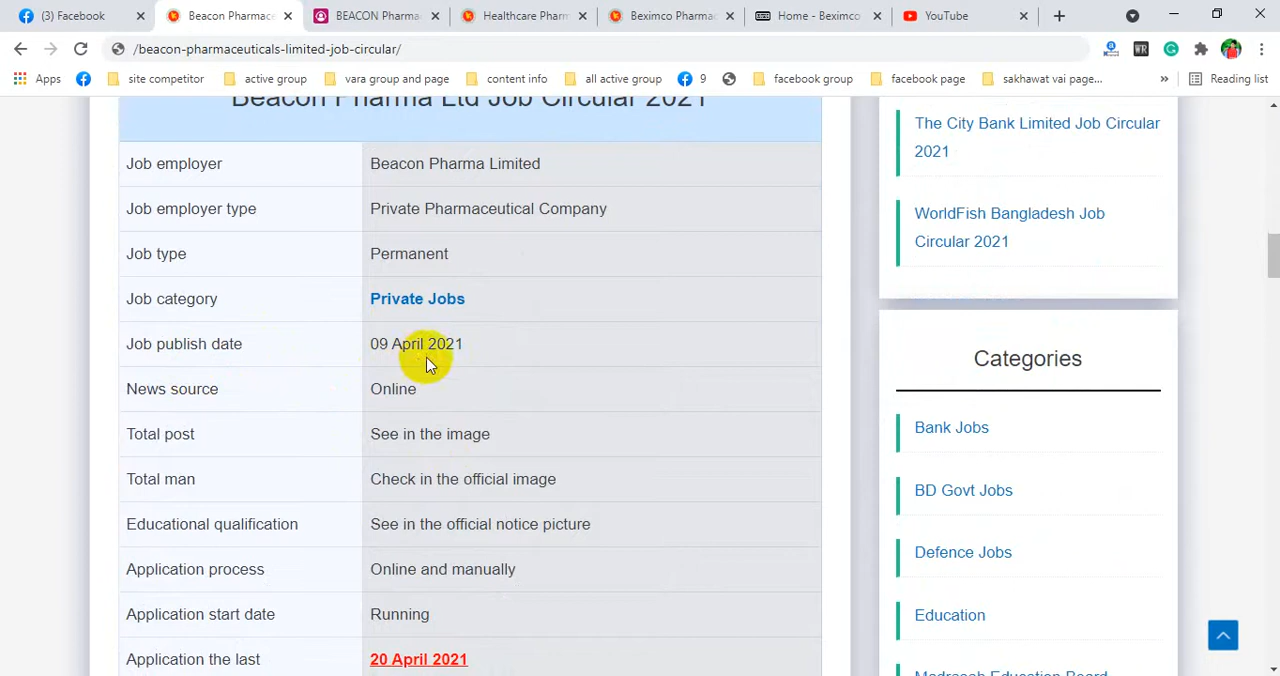 (3) Facebook
Beacon Pharmac
BEACON Pharma
Healthcare Pharm
Beximco Pharmac
Home - Beximco
YouTube
/beacon-pharmaceuticals-limited-job-circular/
Apps
site competitor
active group
vara group and page
content info
all active group
9
facebook group
facebook page
sakhawat vai page...
»
Reading list
Beacon Pharma Ltd Job Circular 2021
Job employer Beacon Pharma Limited
Job employer type Private Pharmaceutical Company
Job type Permanent
Job category Private Jobs
Job publish date 09 April 2021
News source Online
Total post See in the image
Total man Check in the official image
Educational qualification See in the official notice picture
Application process Online and manually
Application start date Running
Application the last 20 April 2021
The City Bank Limited Job Circular
2021
WorldFish Bangladesh Job
Circular 2021
Categories
Bank Jobs
BD Govt Jobs
Defence Jobs
Education
Madrasah Education Board